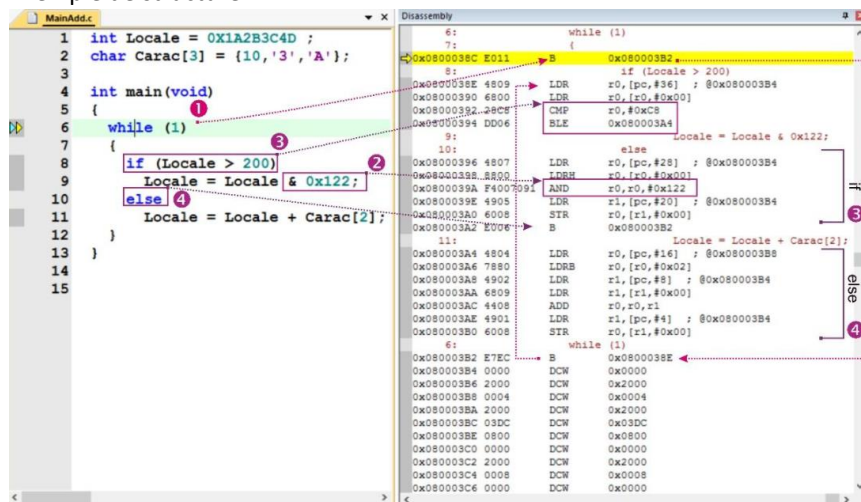 MainAdd.c
1 int Locale = 0X1A2B3C4D ;
2 char Carac[3] = {10,'3','A'};
3
4 int main(void)
5 {
6 while (1)
7 {
8 if (Locale > 200)
9 Locale = Locale & 0x122;
10 else
11 Locale = Locale + Carac[2];
12 }
13 }
14
15
1
2
3
4
Disassembly
6: while (1)
7: {
0x0800038C E011 B 0x080003B2
8: if (Locale > 200)
0x0800038E 4809 LDR r0,[pc,#36] ; @0x080003B4
0x08000390 6800 LDR r0,[r0,#0x00]
0x08000392 28C8 CMP r0,#0xC8
0x08000394 DD06 BLE 0x080003A4
9: Locale = Locale & 0x122;
10: else
0x08000396 4807 LDR r0,[pc,#28] ; @0x080003B4
0x08000398 8800 LDRH r0,[r0,#0x00]
0x0800039A F4007091 AND r0,r0,#0x122
0x0800039E 4905 LDR r1,[pc,#20] ; @0x080003B4
0x080003A0 6008 STR r0,[r1,#0x00]
0x080003A2 E006 B 0x080003B2
11: Locale = Locale + Carac[2];
0x080003A4 4804 LDR r0,[pc,#16] ; @0x080003B8
0x080003A6 7880 LDRB r0,[r0,#0x02]
0x080003A8 4902 LDR r1,[pc,#8] ; @0x080003B4
0x080003AA 6809 LDR r1,[r1,#0x00]
0x080003AC 4408 ADD r0,r0,r1
0x080003AE 4901 LDR r1,[pc,#4] ; @0x080003B4
0x080003B0 6008 STR r0,[r1,#0x00]
6: while (1)
0x080003B2 E7EC B 0x0800038E
0x080003B4 0000 DCW 0x0000
0x080003B6 2000 DCW 0x2000
0x080003B8 0004 DCW 0x0004
0x080003BA 2000 DCW 0x2000
0x080003BC 03DC DCW 0x03DC
0x080003BE 0800 DCW 0x0800
0x080003C0 0000 DCW 0x0000
0x080003C2 2000 DCW 0x2000
0x080003C4 0008 DCW 0x0008
0x080003C6 0000 DCW 0x0000
if
3
else
4